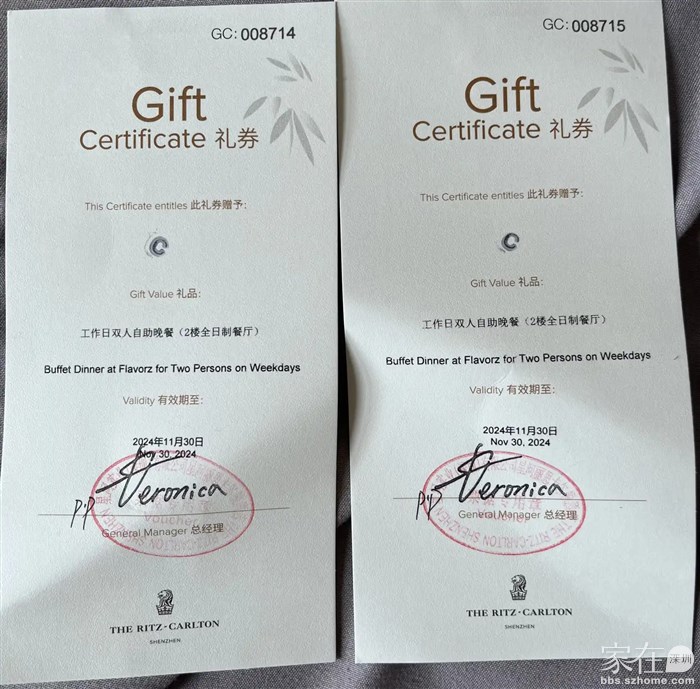 GC: 008714
Gift
Certificate 礼券
This Certificate entities 此礼券赠予:
Gift Value 礼品:
工作日双人自助晚餐（2楼全日制餐厅）
Buffet Dinner at Flavorz for Two Persons on Weekdays
Validity 有效期至:
2024年11月30日
Nov 30, 2024
p.p Veronica
Voucher
THE RITZ-CARLTON SHENZHEN
General Manager 总经理
THE RITZ-CARLTON
SHENZHEN
GC: 008715
Gift
Certificate 礼券
This Certificate entities 此礼券赠予:
Gift Value 礼品:
工作日双人自助晚餐（2楼全日制餐厅）
Buffet Dinner at Flavorz for Two Persons on Weekdays
Validity 有效期至:
2024年11月30日
Nov 30, 2024
p.p Veronica
THE RITZ-CARLTON SHENZHEN
General Manager 总经理
THE RITZ-CARLTON
SHENZHEN
家在深圳
bbs.szhome.com